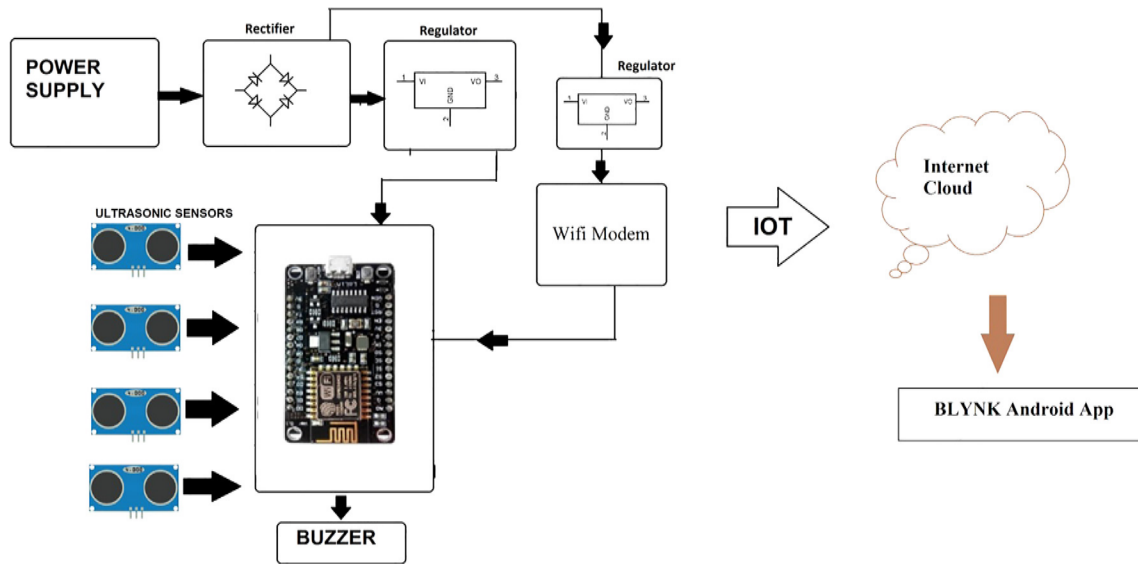 Rectifier
Regulator
POWER
SUPPLY
1
VI
VO
3
GND
2
Regulator
1
VI
VO
3
GND
2
Wifi Modem
IOT
Internet
Cloud
ULTRASONIC SENSORS
WiFi
BUZZER
BLYNK Android App